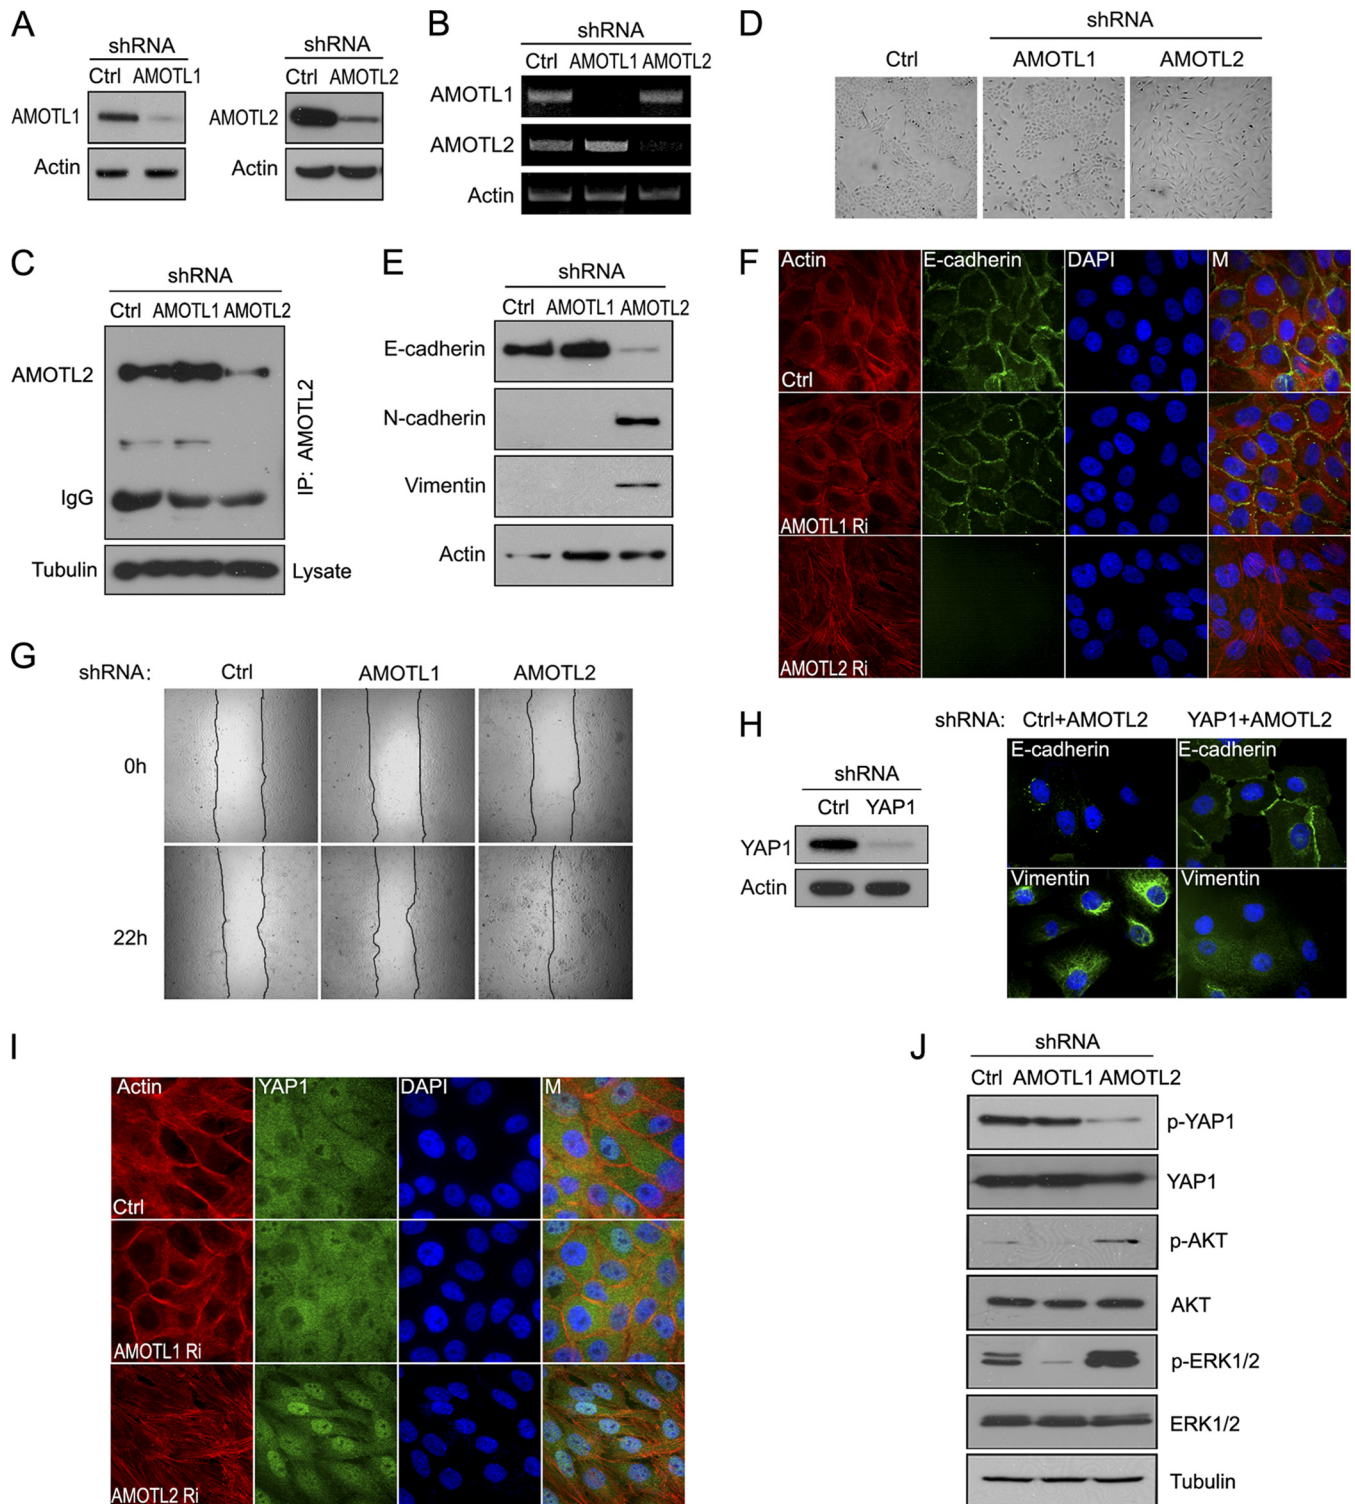 A
shRNA
Ctrl AMOTL1
AMOTL1
Actin
shRNA
Ctrl AMOTL2
AMOTL2
Actin
B
shRNA
Ctrl AMOTL1 AMOTL2
AMOTL1
AMOTL2
Actin
C
shRNA
Ctrl AMOTL1 AMOTL2
AMOTL2
IgG
IP: AMOTL2
Tubulin
Lysate
D
shRNA
Ctrl AMOTL1 AMOTL2
E
shRNA
Ctrl AMOTL1 AMOTL2
E-cadherin
N-cadherin
Vimentin
Actin
F
Actin E-cadherin DAPI M
Ctrl
AMOTL1 Ri
AMOTL2 Ri
G
shRNA: Ctrl AMOTL1 AMOTL2
0h
22h
H
shRNA
Ctrl YAP1
YAP1
Actin
shRNA: Ctrl+AMOTL2 YAP1+AMOTL2
E-cadherin E-cadherin
Vimentin Vimentin
I
Actin YAP1 DAPI M
Ctrl
AMOTL1 Ri
AMOTL2 Ri
J
shRNA
Ctrl AMOTL1 AMOTL2
p-YAP1
YAP1
p-AKT
AKT
p-ERK1/2
ERK1/2
Tubulin